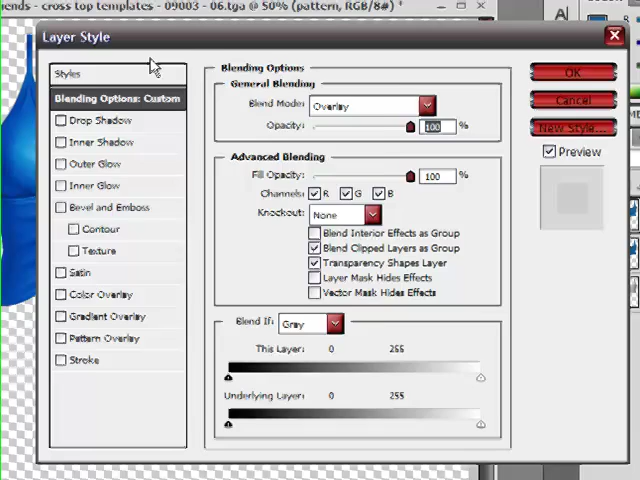 ends - cross top templates - 09003 - 06.tga @ 50% (pattern, RGB/8#) *
Layer Style
Styles
Blending Options: Custom
Drop Shadow
Inner Shadow
Outer Glow
Inner Glow
Bevel and Emboss
Contour
Texture
Satin
Color Overlay
Gradient Overlay
Pattern Overlay
Stroke
Blending Options
General Blending
Blend Mode: Overlay
Opacity: 100 %
Advanced Blending
Fill Opacity: 100 %
Channels: R G B
Knockout: None
Blend Interior Effects as Group
Blend Clipped Layers as Group
Transparency Shapes Layer
Layer Mask Hides Effects
Vector Mask Hides Effects
Blend If: Gray
This Layer: 0 255
Underlying Layer: 0 255
OK
Cancel
New Style...
Preview